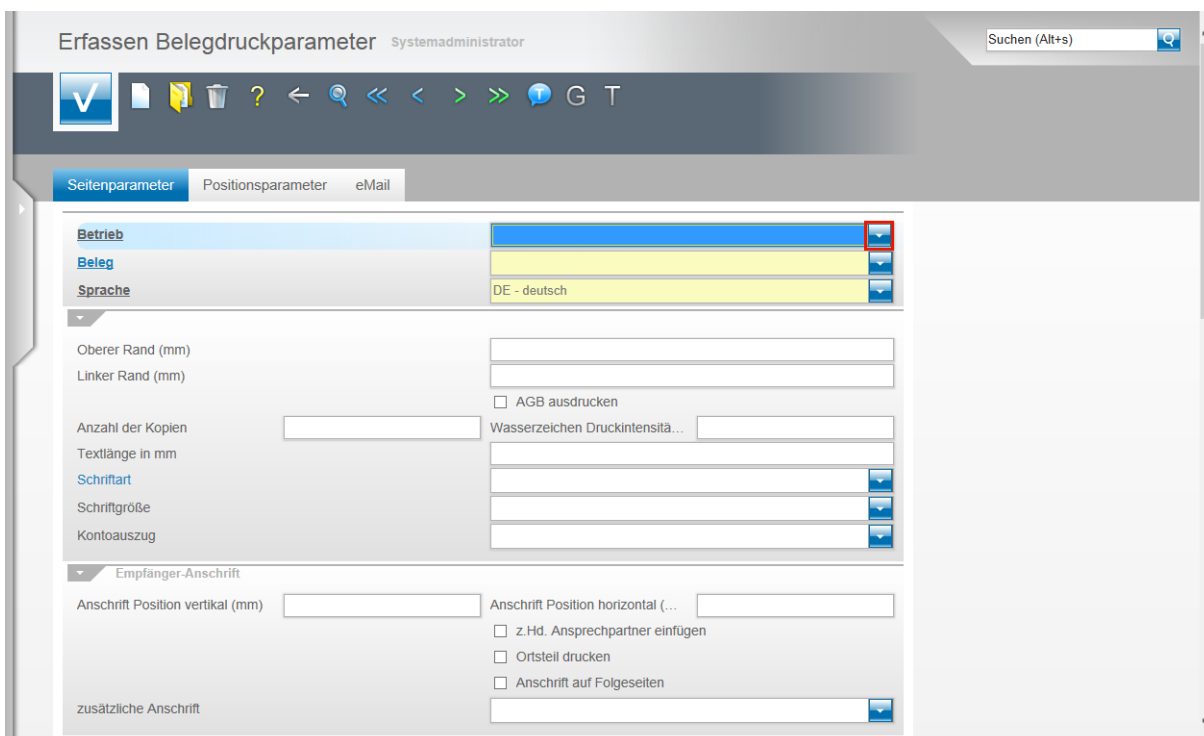 Erfassen Belegdruckparameter Systemadministrator
Suchen (Alt+s)
? G T
Seitenparameter Positionsparameter eMail
Betrieb
Beleg
Sprache DE - deutsch
Oberer Rand (mm)
Linker Rand (mm)
AGB ausdrucken
Anzahl der Kopien Wasserzeichen Druckintensitä...
Textlänge in mm
Schriftart
Schriftgröße
Kontoauszug
Empfänger-Anschrift
Anschrift Position vertikal (mm) Anschrift Position horizontal (...
z.Hd. Ansprechpartner einfügen
Ortsteil drucken
Anschrift auf Folgeseiten
zusätzliche Anschrift